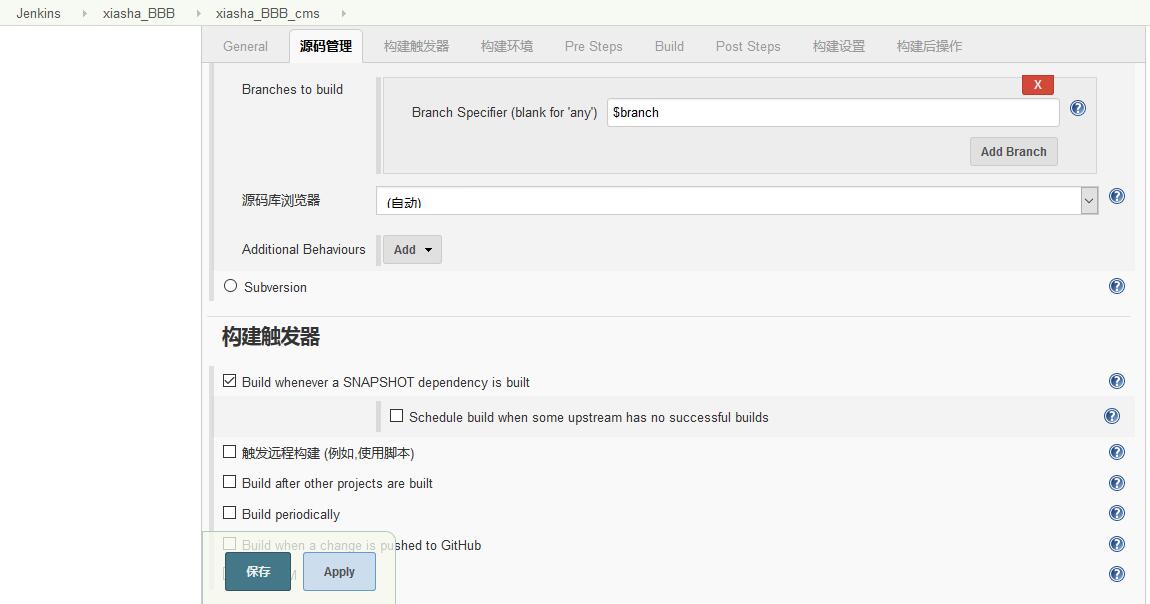 Jenkins xiasha_BBB xiasha_BBB_cms
General 源码管理 构建触发器 构建环境 Pre Steps Build Post Steps 构建设置 构建后操作
Branches to build
X
Branch Specifier (blank for 'any') $branch
Add Branch
源码库浏览器 (自动)
Additional Behaviours Add
Subversion
构建触发器
Build whenever a SNAPSHOT dependency is built
Schedule build when some upstream has no successful builds
触发远程构建 (例如,使用脚本)
Build after other projects are built
Build periodically
Build when a change is pushed to GitHub
保存 Apply